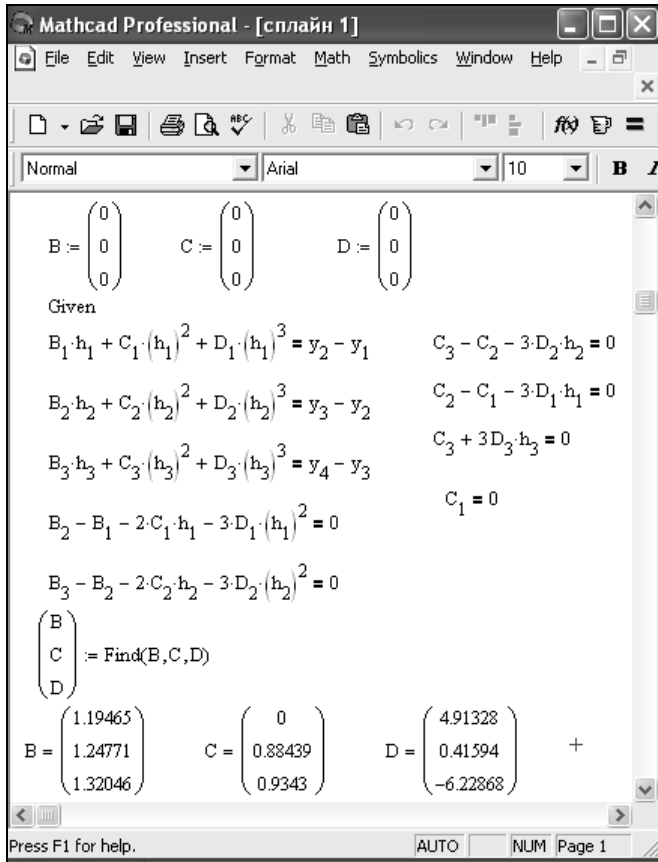 Mathcad Professional - [сплайн 1]
File Edit View Insert Format Math Symbolics Window Help
ABC f(x)
Normal Arial 10 B I
B := (0 0 0) C := (0 0 0) D := (0 0 0)
Given
B₁·h₁ + C₁·(h₁)² + D₁·(h₁)³ = y₂ − y₁ C₃ − C₂ − 3·D₂·h₂ = 0
B₂·h₂ + C₂·(h₂)² + D₂·(h₂)³ = y₃ − y₂ C₂ − C₁ − 3·D₁·h₁ = 0
B₃·h₃ + C₃·(h₃)² + D₃·(h₃)³ = y₄ − y₃ C₃ + 3D₃·h₃ = 0
C₁ = 0
B₂ − B₁ − 2·C₁·h₁ − 3·D₁·(h₁)² = 0
B₃ − B₂ − 2·C₂·h₂ − 3·D₂·(h₂)² = 0
(B C D) := Find(B,C,D)
B = (1.19465 1.24771 1.32046) C = (0 0.88439 0.9343) D = (4.91328 0.41594 −6.22868)
Press F1 for help. AUTO NUM Page 1